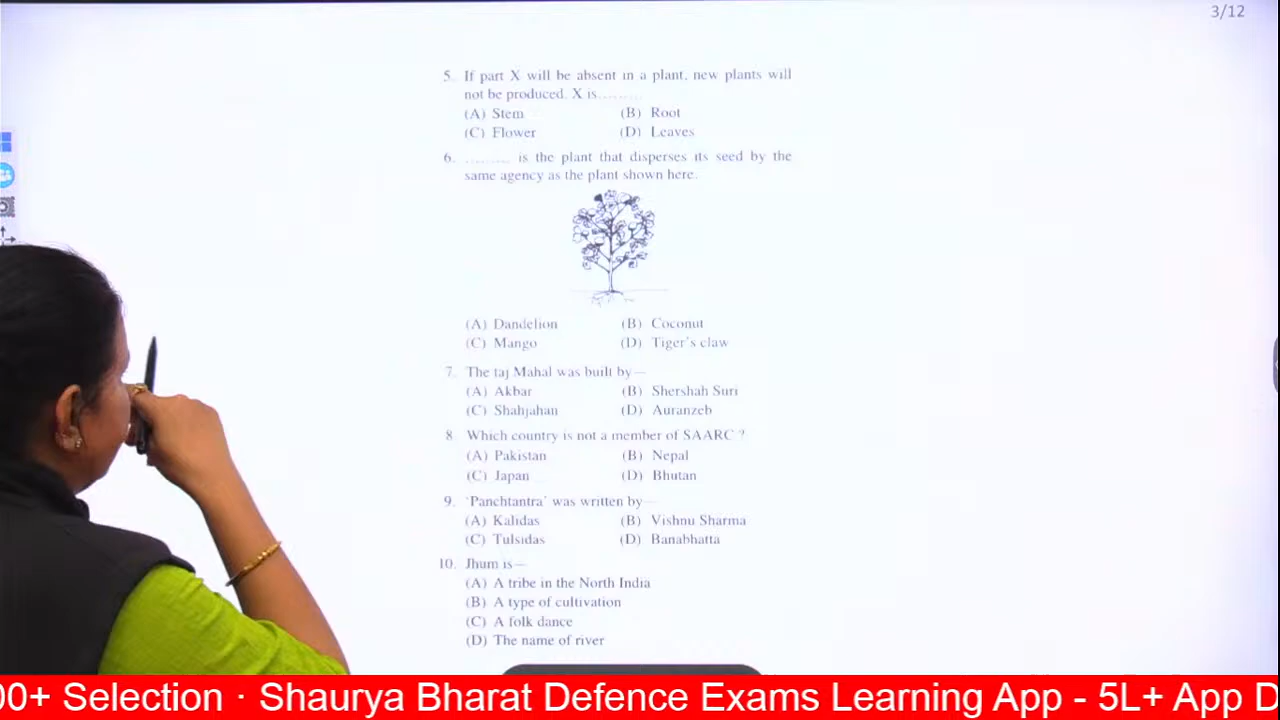 3/12
5. If part X will be absent in a plant, new plants will
not be produced. X is.........
(A) Stem (B) Root
(C) Flower (D) Leaves
6. ......... is the plant that disperses its seed by the
same agency as the plant shown here.
(A) Dandelion (B) Coconut
(C) Mango (D) Tiger's claw
7. The taj Mahal was built by—
(A) Akbar (B) Shershah Suri
(C) Shahjahan (D) Auranzeb
8 Which country is not a member of SAARC ?
(A) Pakistan (B) Nepal
(C) Japan (D) Bhutan
9. 'Panchtantra' was written by—
(A) Kalidas (B) Vishnu Sharma
(C) Tulsidas (D) Banabhatta
10. Jhum is—
(A) A tribe in the North India
(B) A type of cultivation
(C) A folk dance
(D) The name of river
00+ Selection · Shaurya Bharat Defence Exams Learning App - 5L+ App D